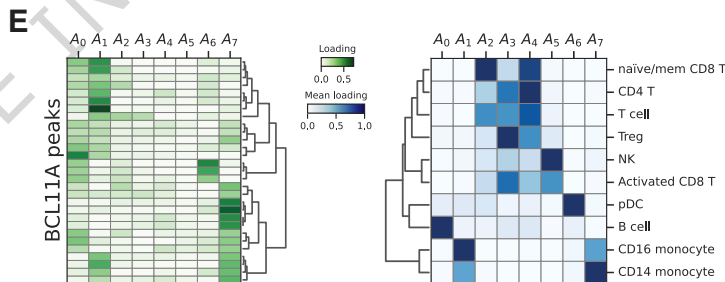 E
A0 A1 A2 A3 A4 A5 A6 A7
BCL11A peaks
Loading
0.0 0.5
Mean loading
0,0 0,5 1,0
A0 A1 A2 A3 A4 A5 A6 A7
naïve/mem CD8 T
CD4 T
T cell
Treg
NK
Activated CD8 T
pDC
B cell
CD16 monocyte
CD14 monocyte